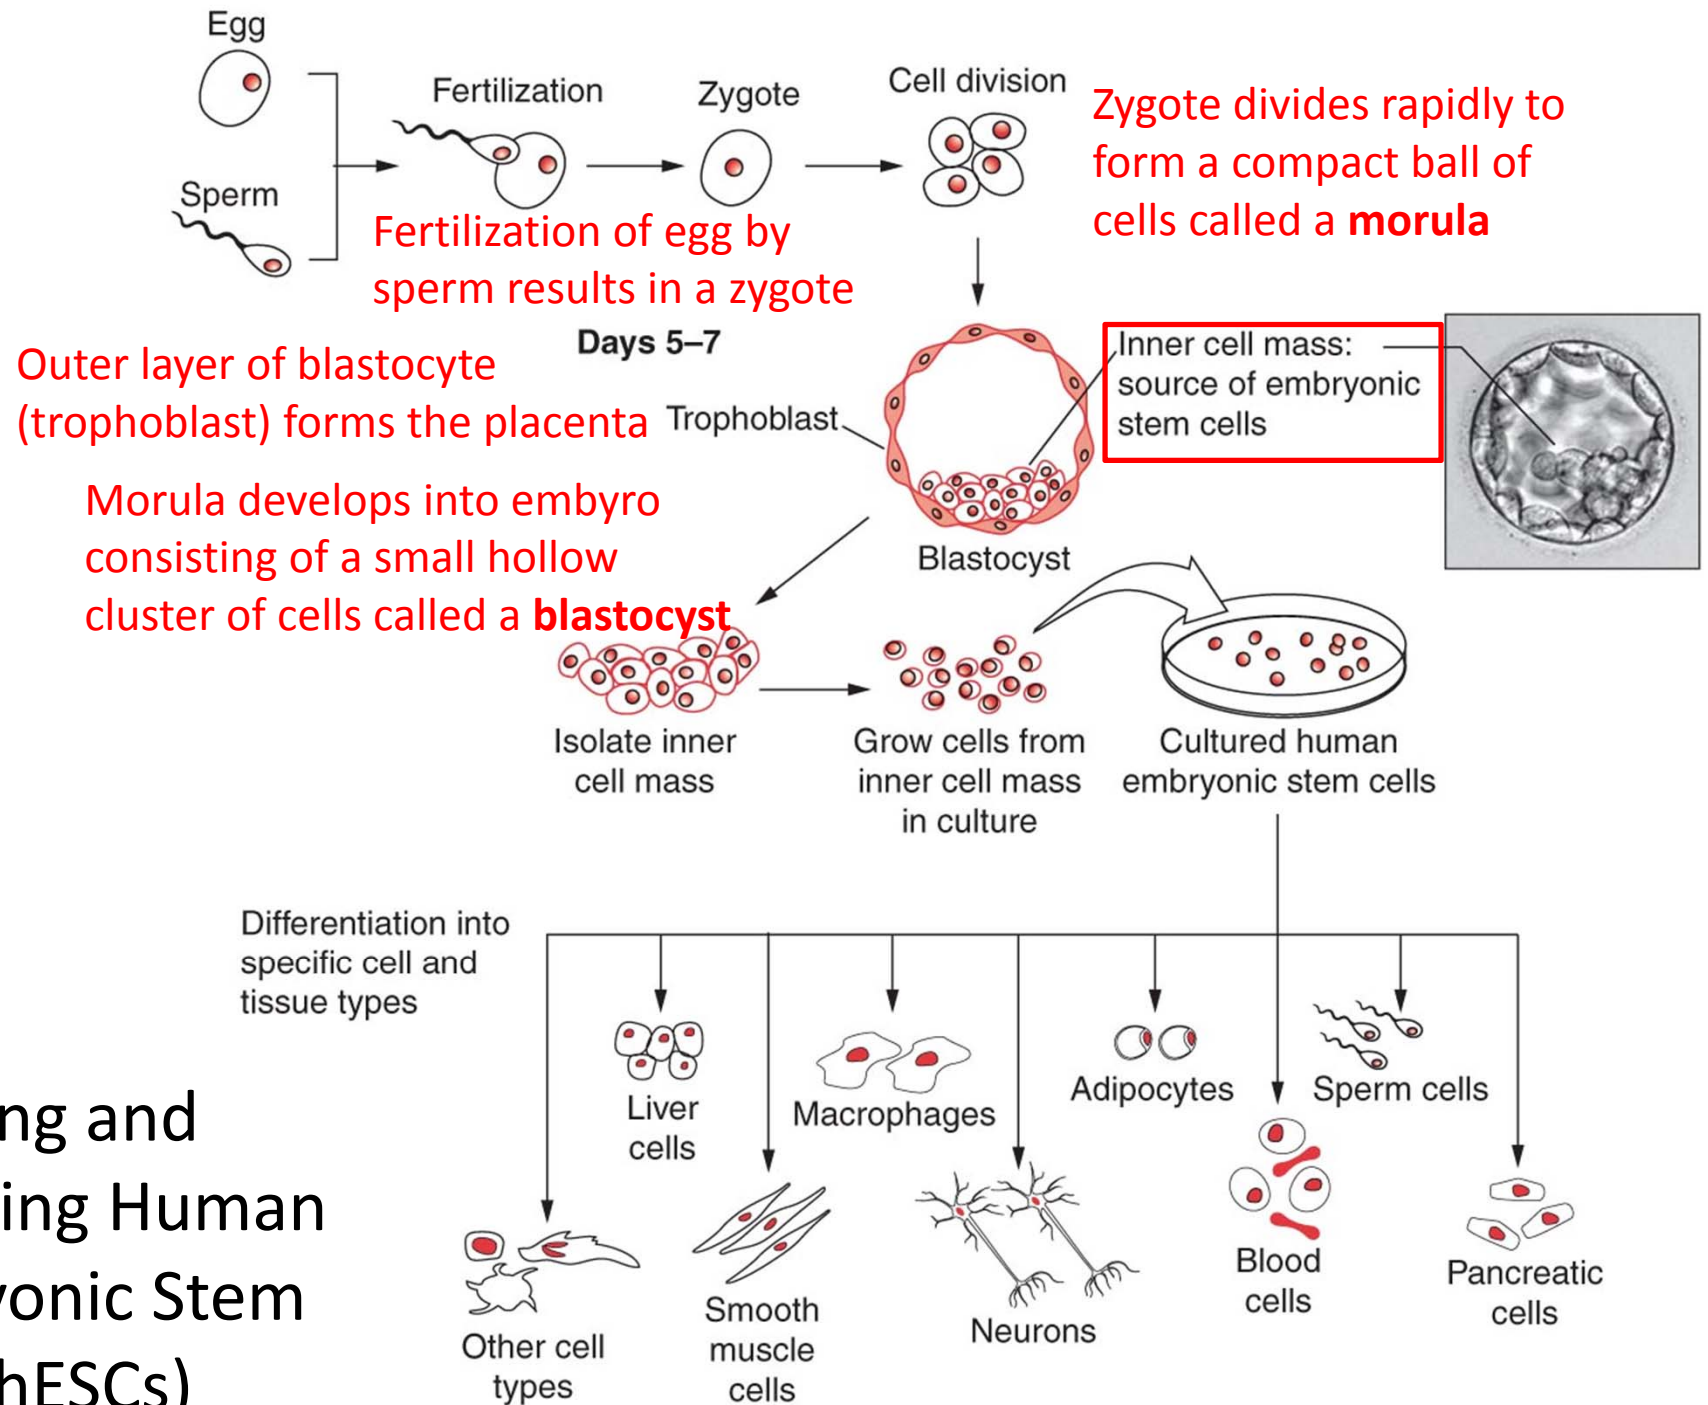 Egg
Fertilization
Zygote
Cell division
Sperm
Zygote divides rapidly to
form a compact ball of
cells called a morula
Fertilization of egg by
sperm results in a zygote
Days 5–7
Outer layer of blastocyte
(trophoblast) forms the placenta
Trophoblast
Inner cell mass:
source of embryonic
stem cells
Morula develops into embyro
consisting of a small hollow
cluster of cells called a blastocyst
Blastocyst
Isolate inner
cell mass
Grow cells from
inner cell mass
in culture
Cultured human
embryonic stem cells
Differentiation into
specific cell and
tissue types
Liver
cells
Macrophages
Adipocytes
Sperm cells
Other cell
types
Smooth
muscle
cells
Neurons
Blood
cells
Pancreatic
cells
ng and
ing Human
yonic Stem
hESCs)